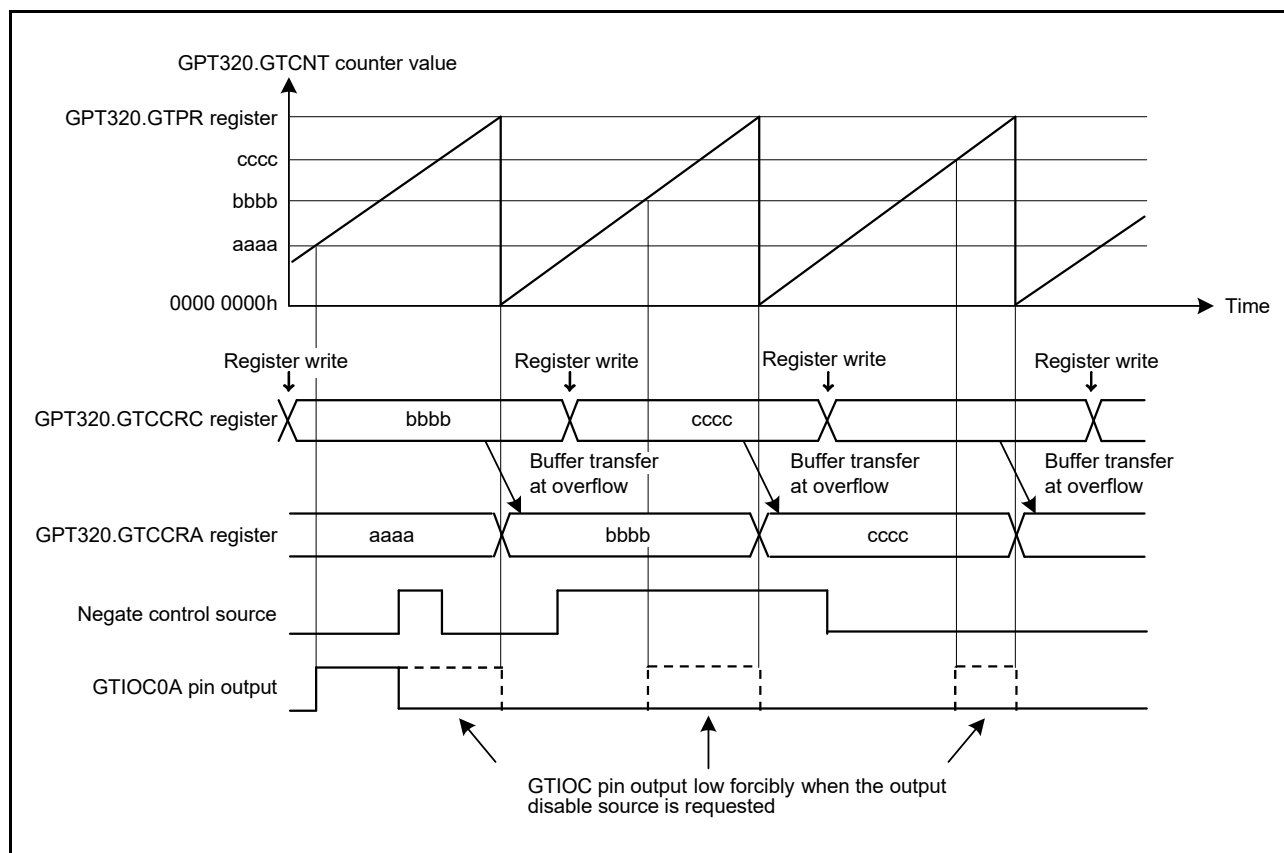 GPT320.GTCNT counter value
GPT320.GTPR register
cccc
bbbb
aaaa
0000 0000h
Time
Register write
Register write
Register write
Register write
GPT320.GTCCRC register
bbbb
cccc
Buffer transfer
at overflow
Buffer transfer
at overflow
Buffer transfer
at overflow
GPT320.GTCCRA register
aaaa
bbbb
cccc
Negate control source
GTIOC0A pin output
GTIOC pin output low forcibly when the output
disable source is requested